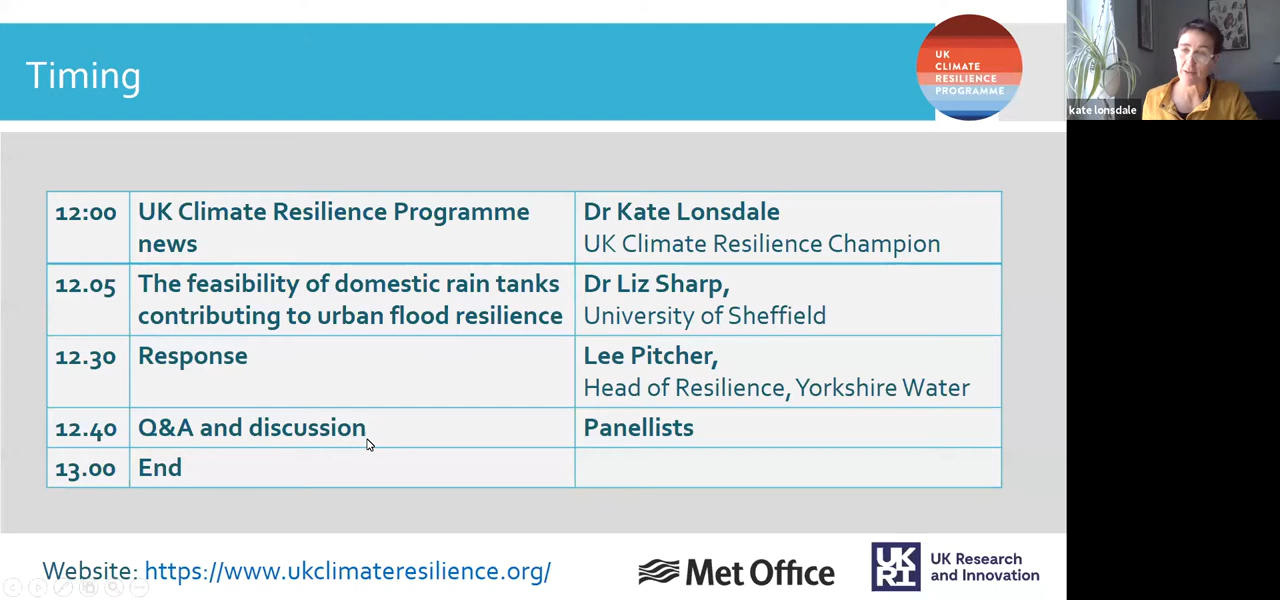 Timing
UK
CLIMATE
RESILIENCE
PROGRAMME
kate lonsdale
12:00
UK Climate Resilience Programme
news
Dr Kate Lonsdale
UK Climate Resilience Champion
12.05
The feasibility of domestic rain tanks
contributing to urban flood resilience
Dr Liz Sharp,
University of Sheffield
12.30
Response
Lee Pitcher,
Head of Resilience, Yorkshire Water
12.40
Q&A and discussion
Panellists
13.00
End
Website: https://www.ukclimateresilience.org/
Met Office
UKRI
UK Research
and Innovation